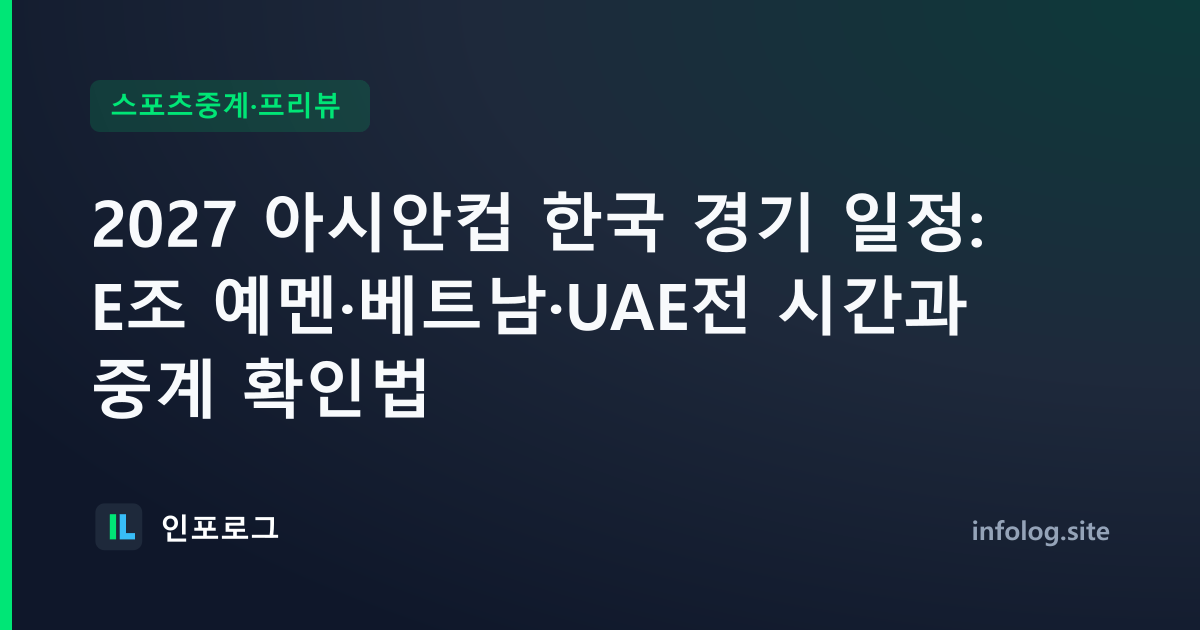 스포츠중계·프리뷰
2027 아시안컵 한국 경기 일정:
E조 예멘·베트남·UAE전 시간과
중계 확인법
IL 인포로그
infolog.site